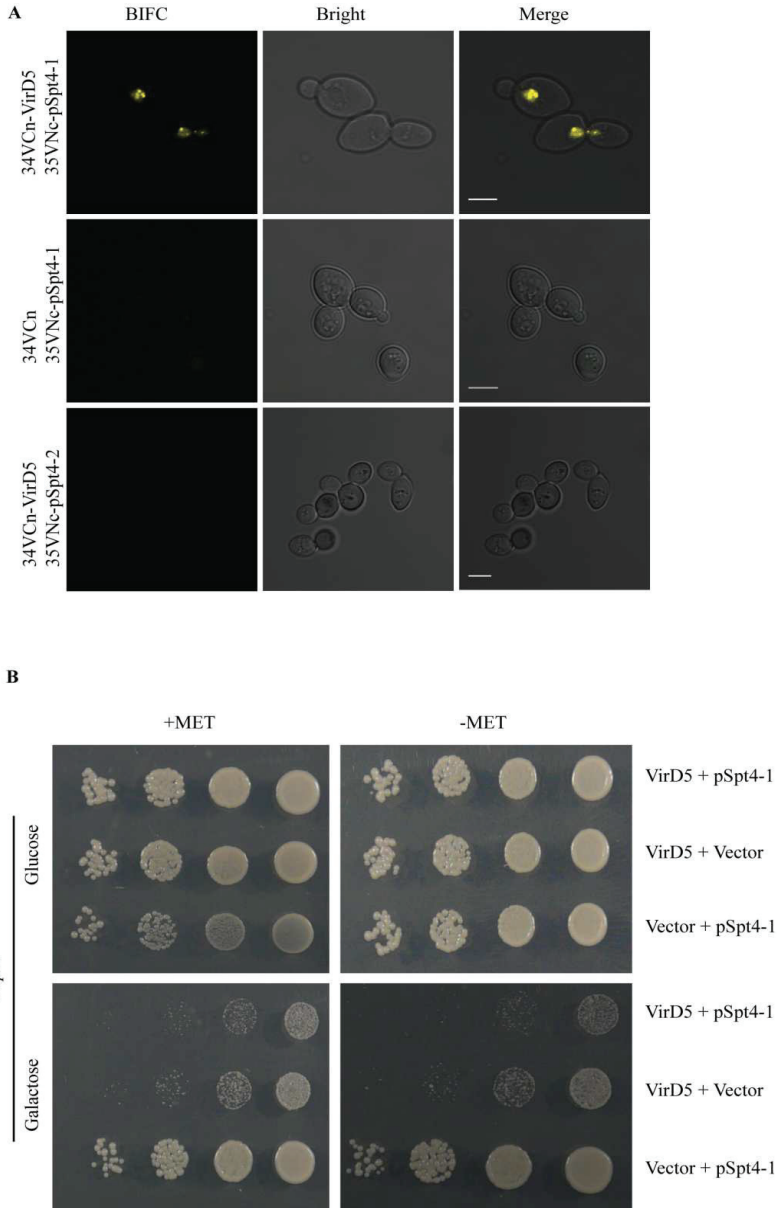 A
BIFC Bright Merge
34VCn-VirD5
35VNc-pSpt4-1
34VCn
35VNc-pSpt4-1
34VCn-VirD5
35VNc-pSpt4-2
B
+MET -MET
Glucose
VirD5 + pSpt4-1
VirD5 + Vector
Vector + pSpt4-1
Galactose
VirD5 + pSpt4-1
VirD5 + Vector
Vector + pSpt4-1